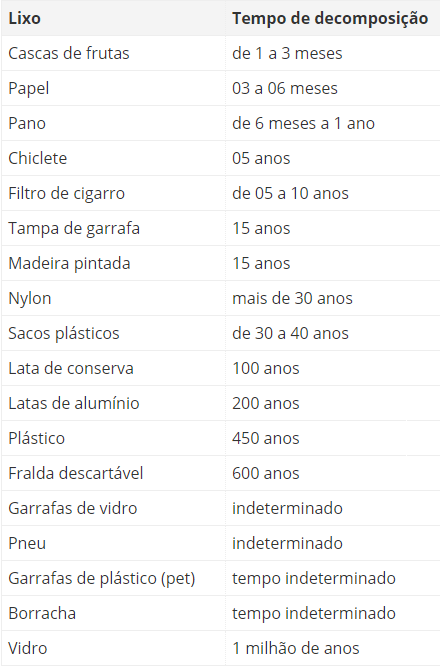 Lixo Tempo de decomposição
Cascas de frutas de 1 a 3 meses
Papel 03 a 06 meses
Pano de 6 meses a 1 ano
Chiclete 05 anos
Filtro de cigarro de 05 a 10 anos
Tampa de garrafa 15 anos
Madeira pintada 15 anos
Nylon mais de 30 anos
Sacos plásticos de 30 a 40 anos
Lata de conserva 100 anos
Latas de alumínio 200 anos
Plástico 450 anos
Fralda descartável 600 anos
Garrafas de vidro indeterminado
Pneu indeterminado
Garrafas de plástico (pet) tempo indeterminado
Borracha tempo indeterminado
Vidro 1 milhão de anos